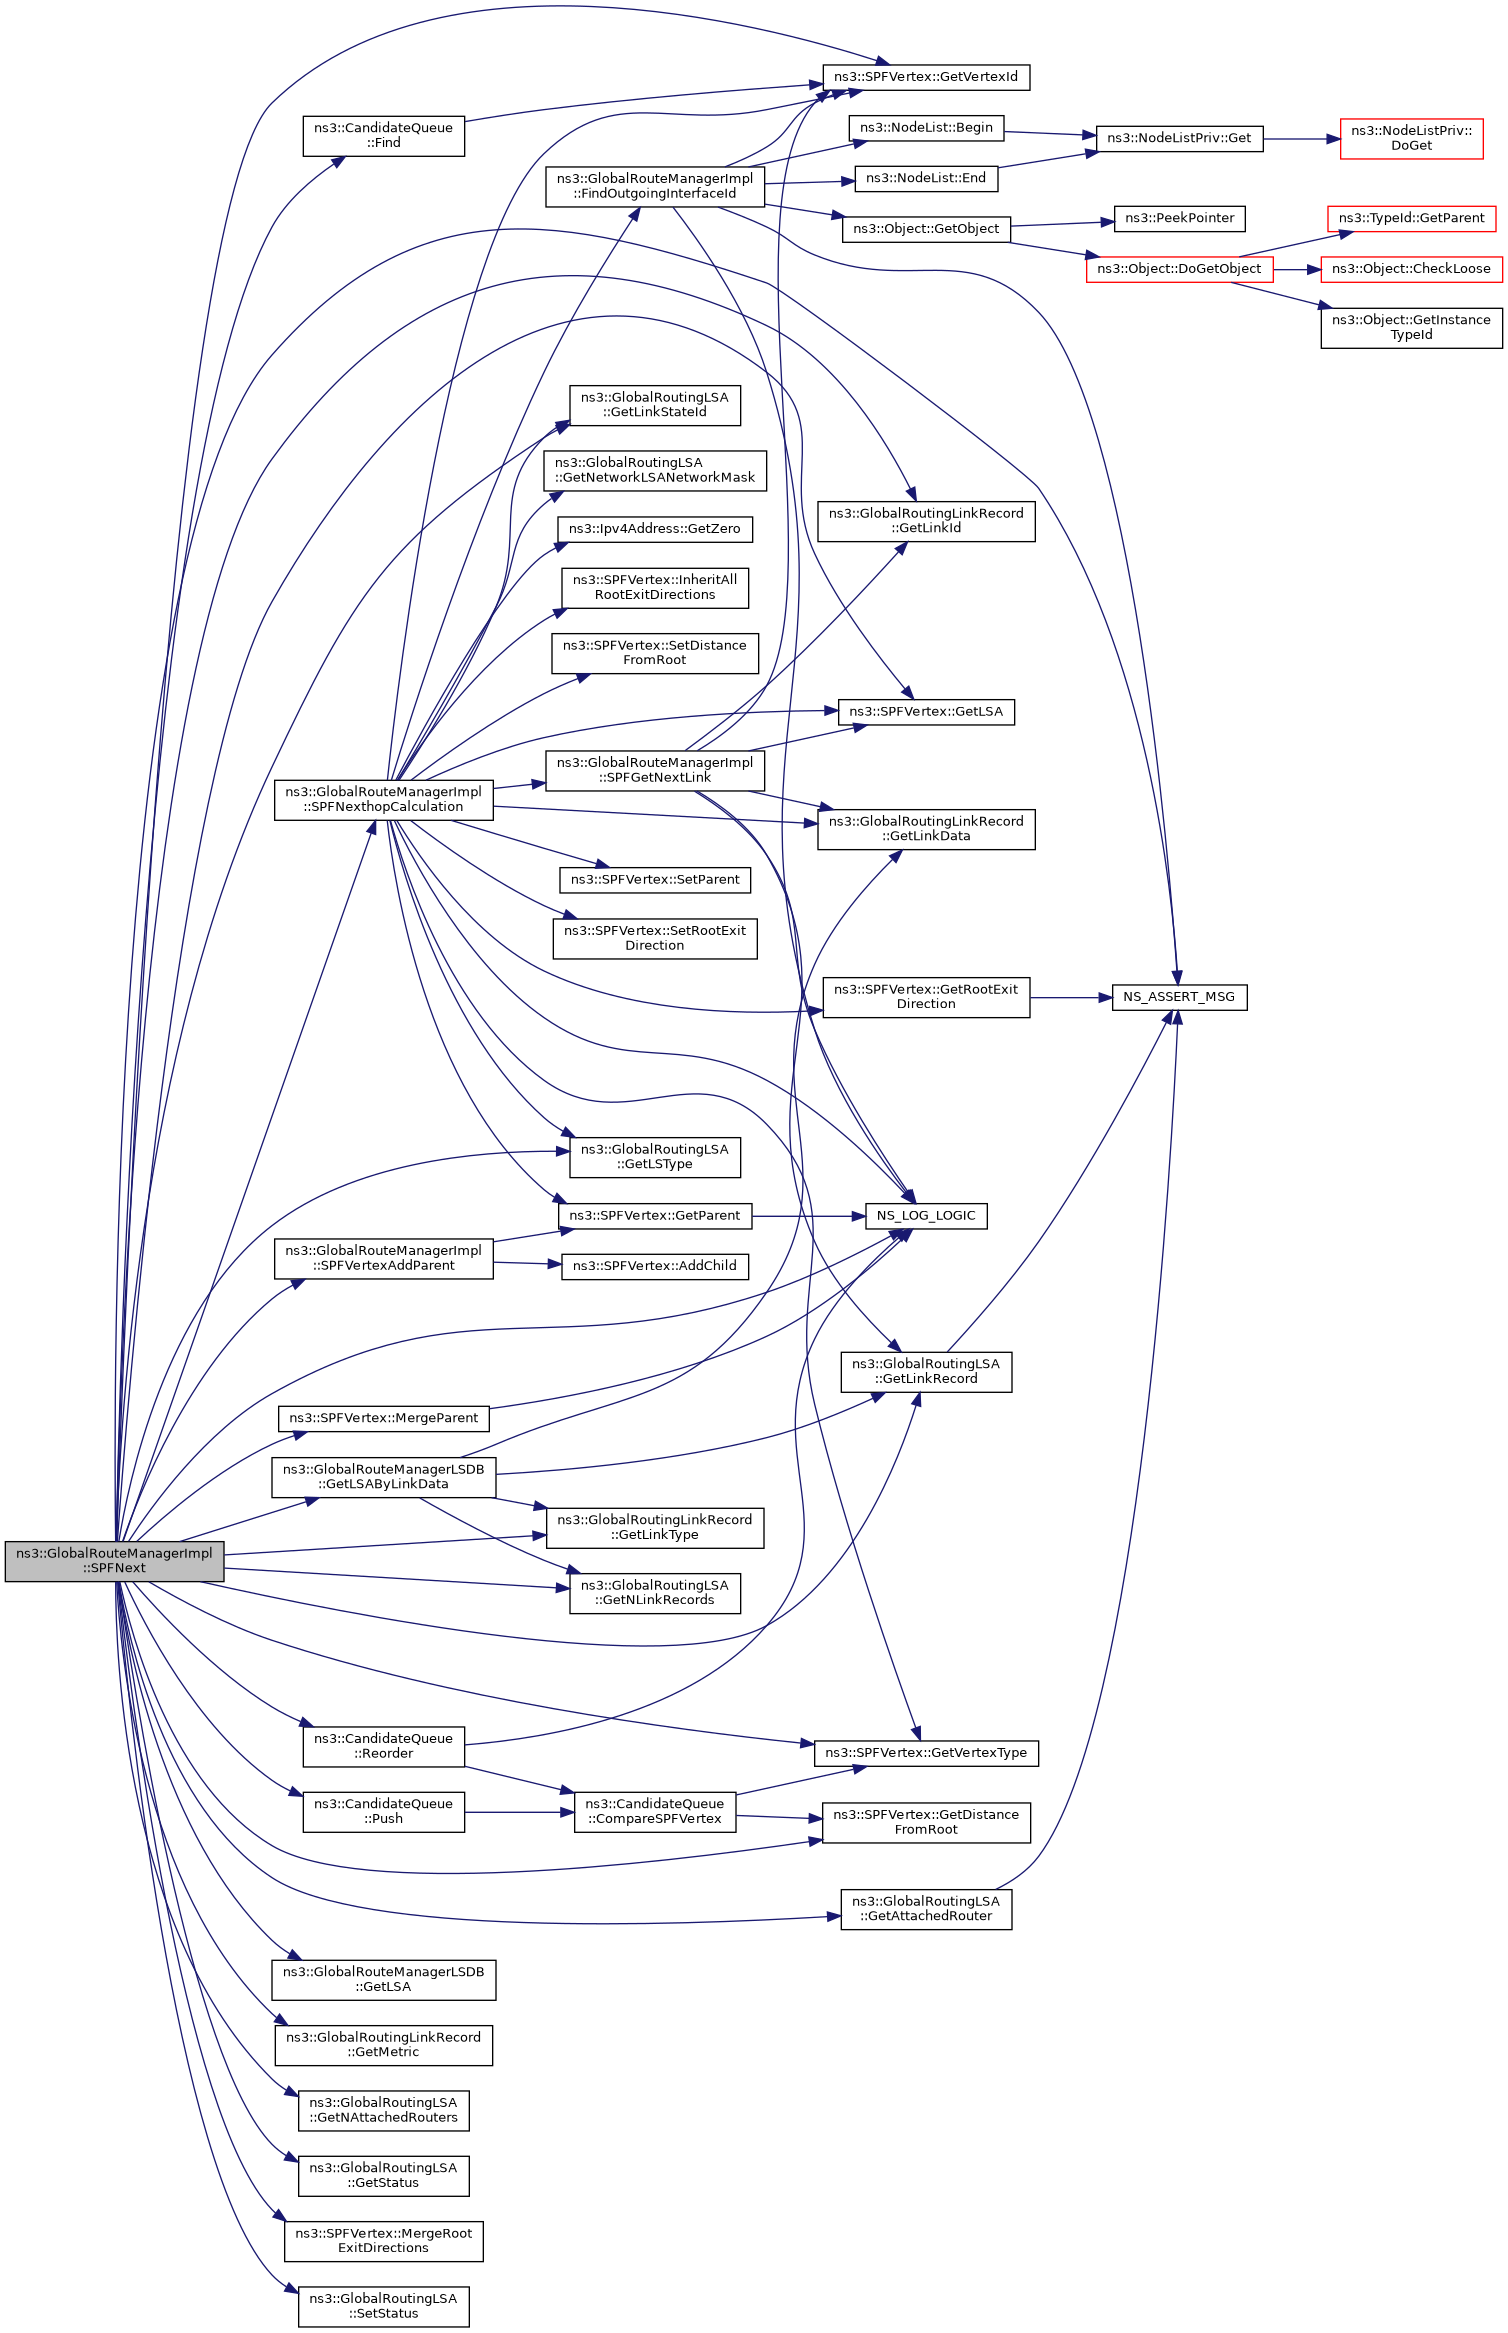 ns3::SPFVertex::GetVertexId
ns3::CandidateQueue
::Find
ns3::NodeList::Begin
ns3::NodeListPriv::Get
ns3::NodeListPriv::
DoGet
ns3::GlobalRouteManagerImpl
::FindOutgoingInterfaceId
ns3::NodeList::End
ns3::Object::GetObject
ns3::PeekPointer
ns3::TypeId::GetParent
ns3::Object::DoGetObject
ns3::Object::CheckLoose
ns3::Object::GetInstance
TypeId
ns3::GlobalRoutingLSA
::GetLinkStateId
ns3::GlobalRoutingLSA
::GetNetworkLSANetworkMask
ns3::GlobalRoutingLinkRecord
::GetLinkId
ns3::Ipv4Address::GetZero
ns3::SPFVertex::InheritAll
RootExitDirections
ns3::SPFVertex::SetDistance
FromRoot
ns3::SPFVertex::GetLSA
ns3::GlobalRouteManagerImpl
::SPFGetNextLink
ns3::GlobalRouteManagerImpl
::SPFNexthopCalculation
ns3::GlobalRoutingLinkRecord
::GetLinkData
ns3::SPFVertex::SetParent
ns3::SPFVertex::SetRootExit
Direction
ns3::SPFVertex::GetRootExit
Direction
NS_ASSERT_MSG
ns3::GlobalRoutingLSA
::GetLSType
ns3::SPFVertex::GetParent
NS_LOG_LOGIC
ns3::GlobalRouteManagerImpl
::SPFVertexAddParent
ns3::SPFVertex::AddChild
ns3::GlobalRoutingLSA
::GetLinkRecord
ns3::SPFVertex::MergeParent
ns3::GlobalRouteManagerLSDB
::GetLSAByLinkData
ns3::GlobalRoutingLinkRecord
::GetLinkType
ns3::GlobalRouteManagerImpl
::SPFNext
ns3::GlobalRoutingLSA
::GetNLinkRecords
ns3::CandidateQueue
::Reorder
ns3::SPFVertex::GetVertexType
ns3::CandidateQueue
::Push
ns3::CandidateQueue
::CompareSPFVertex
ns3::SPFVertex::GetDistance
FromRoot
ns3::GlobalRoutingLSA
::GetAttachedRouter
ns3::GlobalRouteManagerLSDB
::GetLSA
ns3::GlobalRoutingLinkRecord
::GetMetric
ns3::GlobalRoutingLSA
::GetNAttachedRouters
ns3::GlobalRoutingLSA
::GetStatus
ns3::SPFVertex::MergeRoot
ExitDirections
ns3::GlobalRoutingLSA
::SetStatus